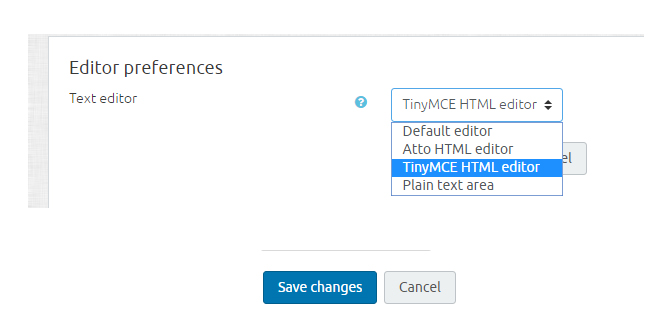 Editor preferences
Text editor
TinyMCE HTML editor
Default editor
Atto HTML editor
TinyMCE HTML editor
Plain text area
Save changes
Cancel